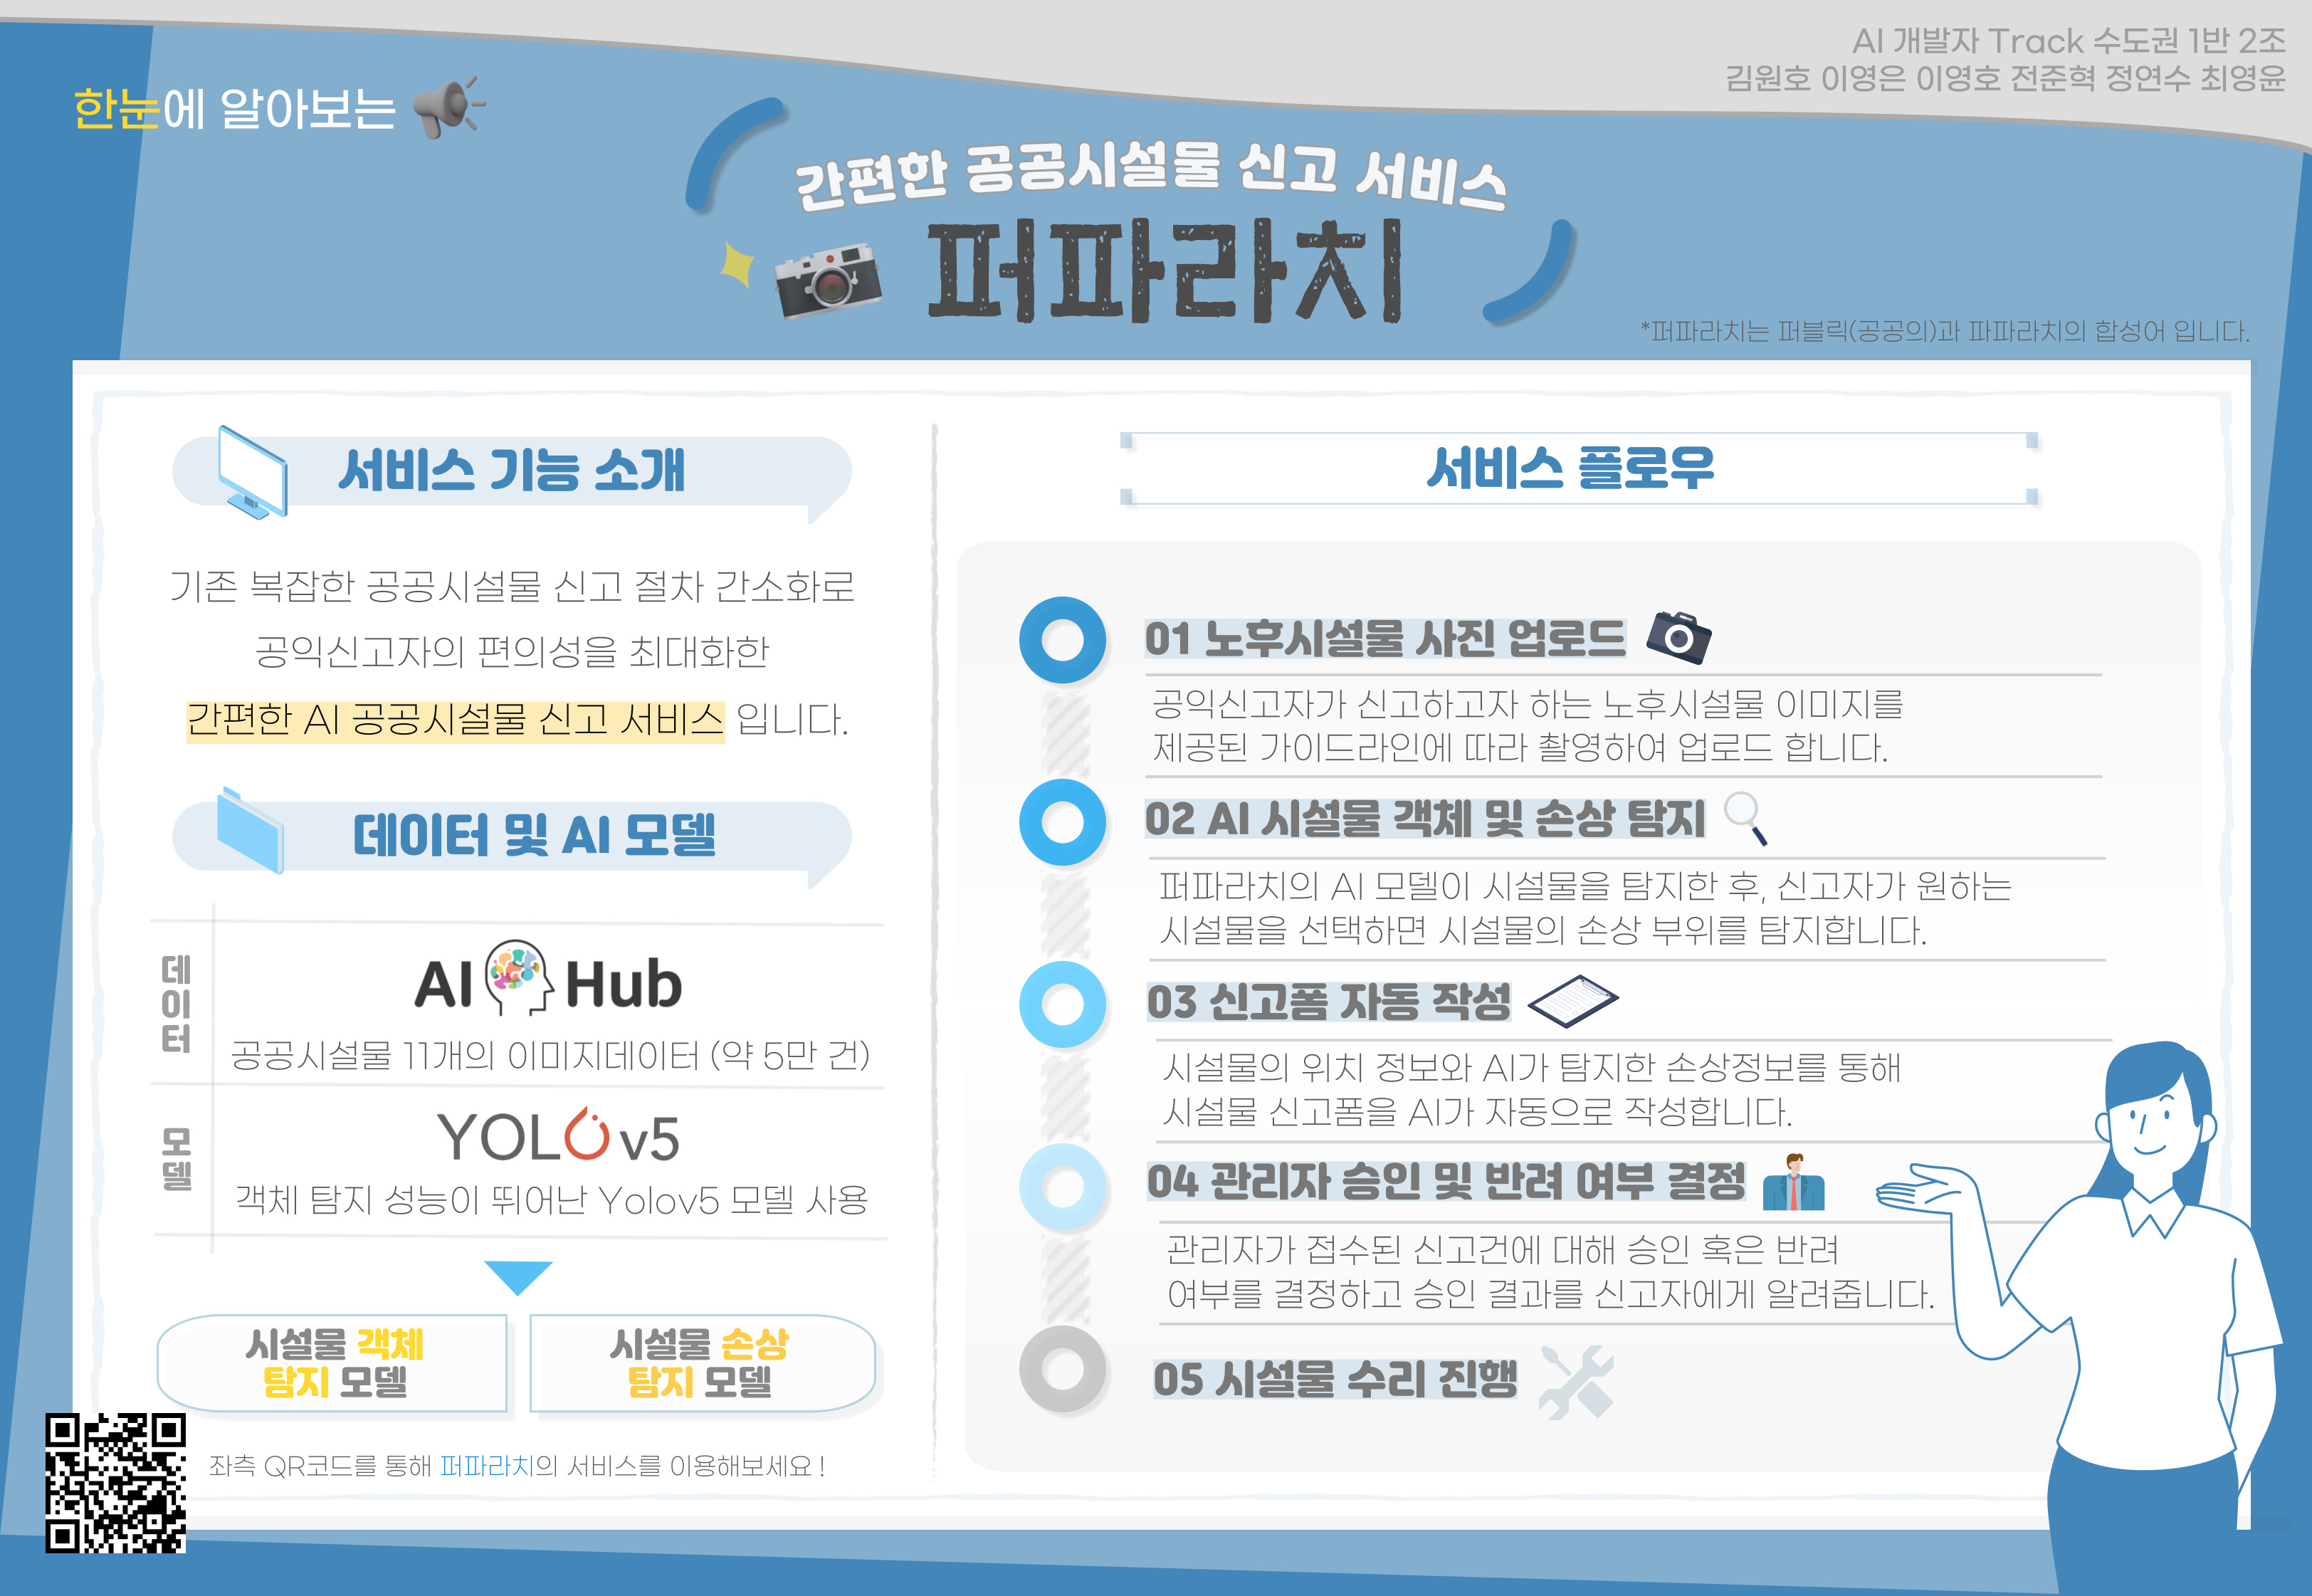 AI 개발자 Track 수도권 1반 2조
김원호 이영은 이영호 전준혁 정연수 최영윤
한눈에 알아보는
간편한 공공시설물 신고 서비스
퍼파라치
*퍼파라치는 퍼블릭(공공의)과 파파라치의 합성어 입니다.
서비스 기능 소개
기존 복잡한 공공시설물 신고 절차 간소화로
공익신고자의 편의성을 최대화한
간편한 AI 공공시설물 신고 서비스 입니다.
데이터 및 AI 모델
데이터
AI Hub
공공시설물 11개의 이미지데이터 (약 5만 건)
모델
YOLOv5
객체 탐지 성능이 뛰어난 Yolov5 모델 사용
시설물 객체
탐지 모델
시설물 손상
탐지 모델
좌측 QR코드를 통해 퍼파라치의 서비스를 이용해보세요 !
서비스 플로우
01 노후시설물 사진 업로드
공익신고자가 신고하고자 하는 노후시설물 이미지를
제공된 가이드라인에 따라 촬영하여 업로드 합니다.
02 AI 시설물 객체 및 손상 탐지
퍼파라치의 AI 모델이 시설물을 탐지한 후, 신고자가 원하는
시설물을 선택하면 시설물의 손상 부위를 탐지합니다.
03 신고폼 자동 작성
시설물의 위치 정보와 AI가 탐지한 손상정보를 통해
시설물 신고폼을 AI가 자동으로 작성합니다.
04 관리자 승인 및 반려 여부 결정
관리자가 접수된 신고건에 대해 승인 혹은 반려
여부를 결정하고 승인 결과를 신고자에게 알려줍니다.
05 시설물 수리 진행